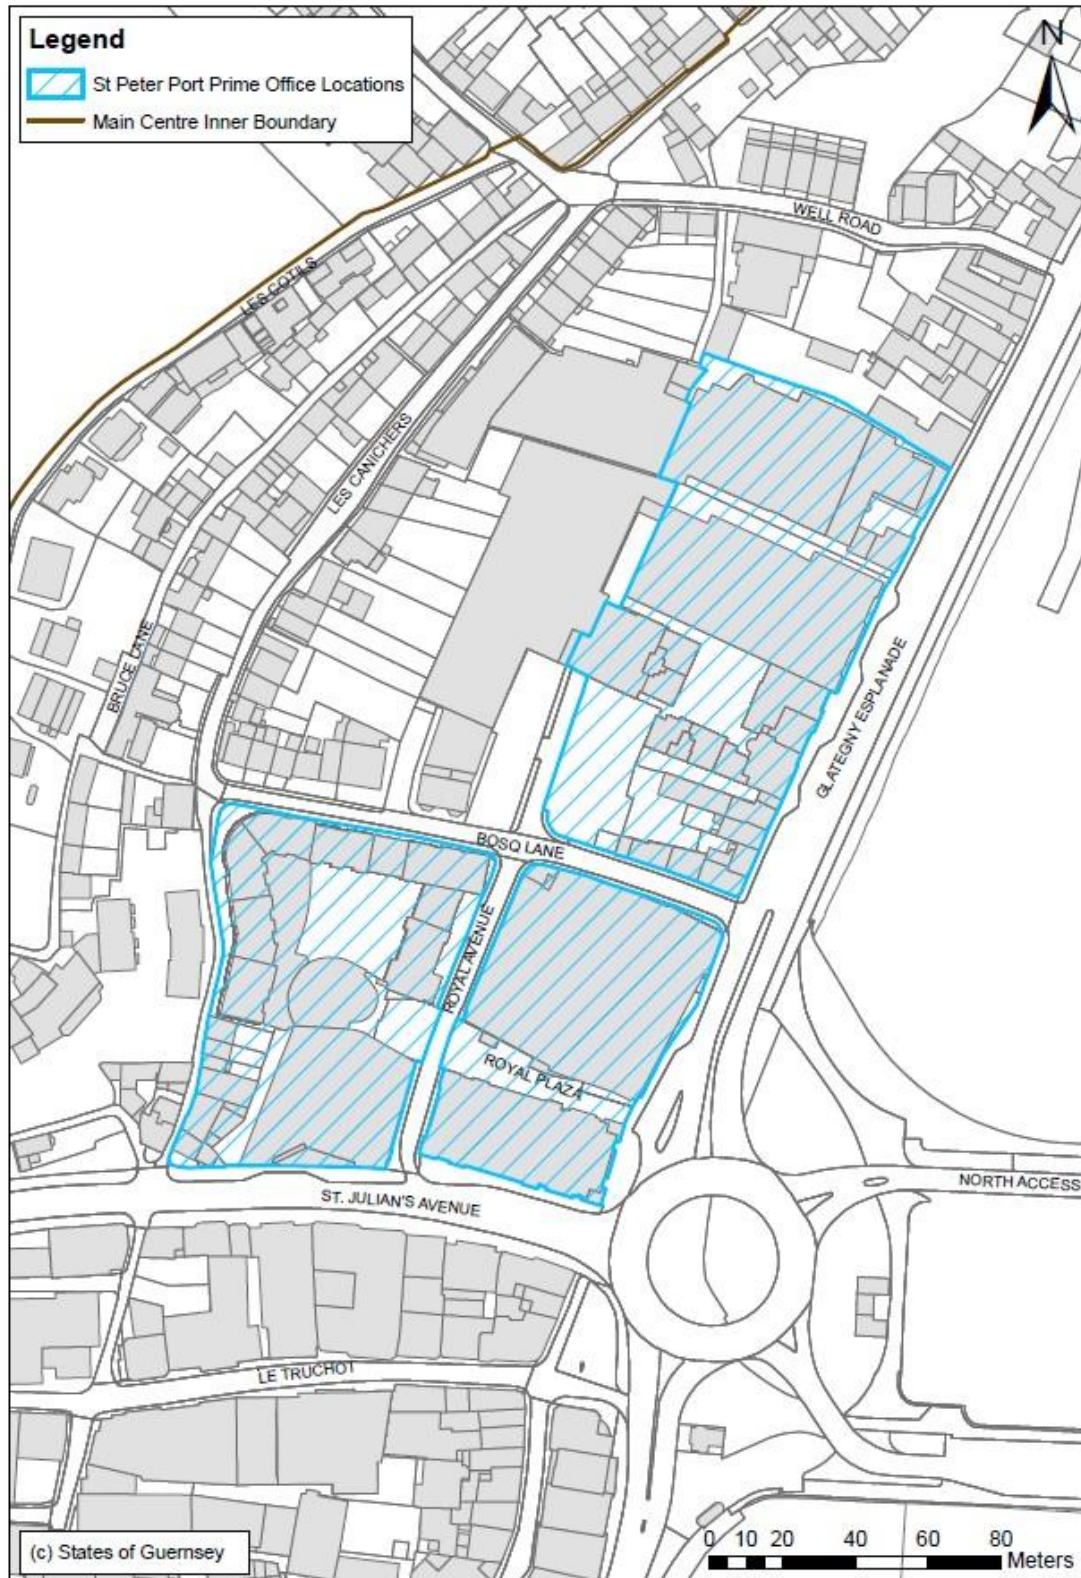 Legend
St Peter Port Prime Office Locations
Main Centre Inner Boundary
N
WELL ROAD
LES COTILS
LES CANICHERS
BRUCE LANE
GLATEGNY ESPLANADE
BOSQ LANE
ROYAL AVENUE
ROYAL PLAZA
NORTH ACCESS
ST. JULIAN'S AVENUE
LE TRUCHOT
0 10 20 40 60 80
Meters
(c) States of Guernsey